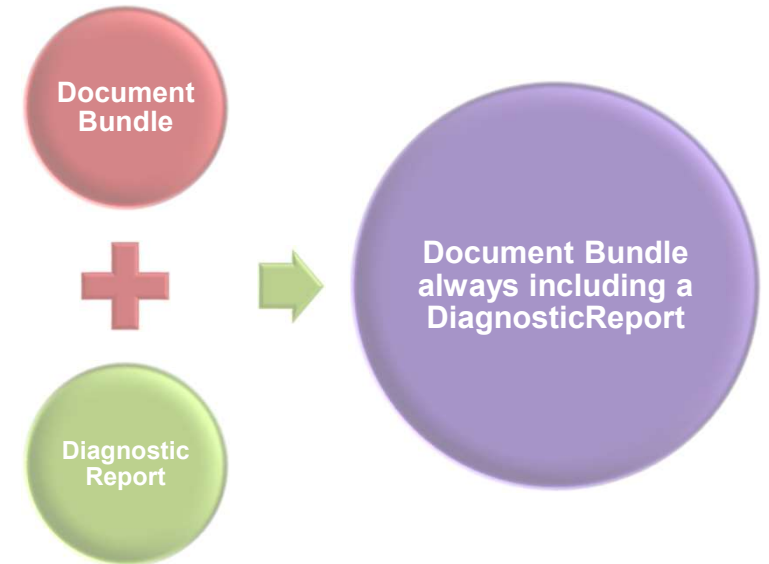 Document
Bundle
Diagnostic
Report
Document Bundle
always including a
DiagnosticReport